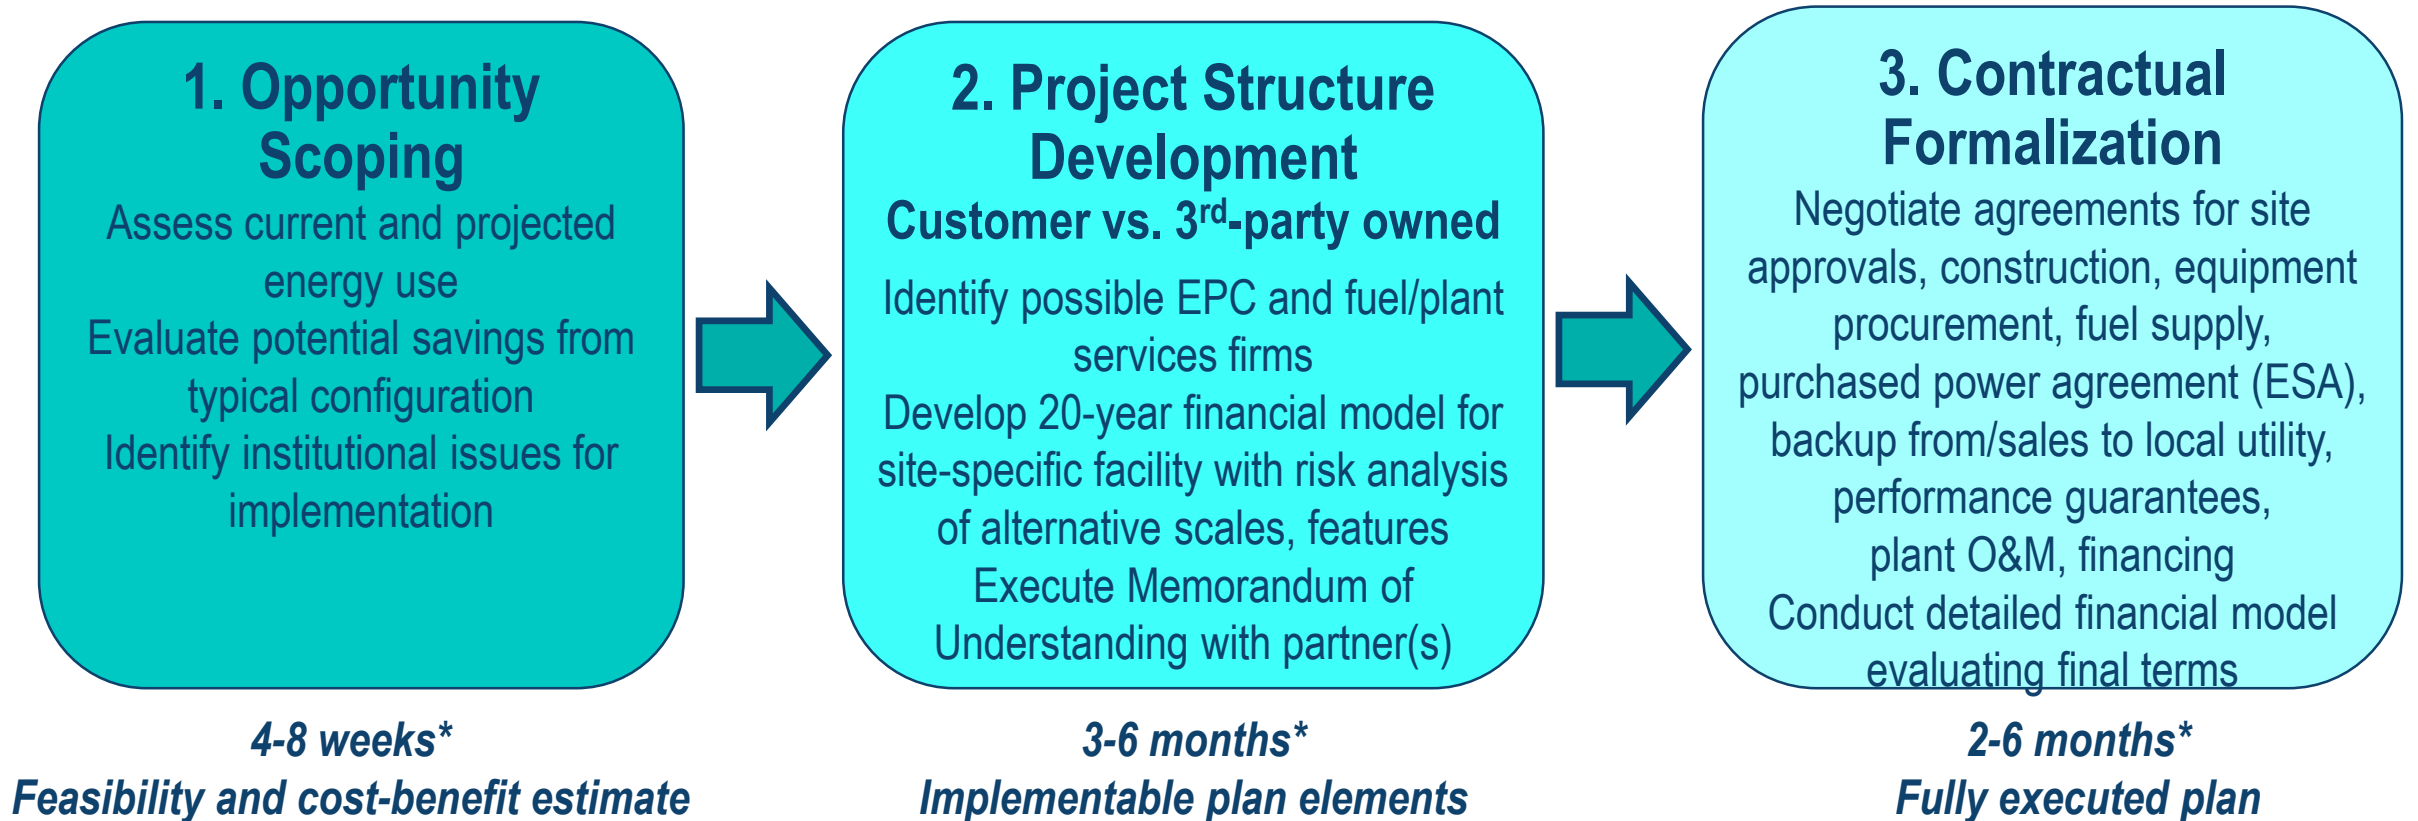 1. Opportunity
Scoping
Assess current and projected
energy use
Evaluate potential savings from
typical configuration
Identify institutional issues for
implementation
4-8 weeks*
Feasibility and cost-benefit estimate
2. Project Structure
Development
Customer vs. 3rd-party owned
Identify possible EPC and fuel/plant
services firms
Develop 20-year financial model for
site-specific facility with risk analysis
of alternative scales, features
Execute Memorandum of
Understanding with partner(s)
3-6 months*
Implementable plan elements
3. Contractual
Formalization
Negotiate agreements for site
approvals, construction, equipment
procurement, fuel supply,
purchased power agreement (ESA),
backup from/sales to local utility,
performance guarantees,
plant O&M, financing
Conduct detailed financial model
evaluating final terms
2-6 months*
Fully executed plan